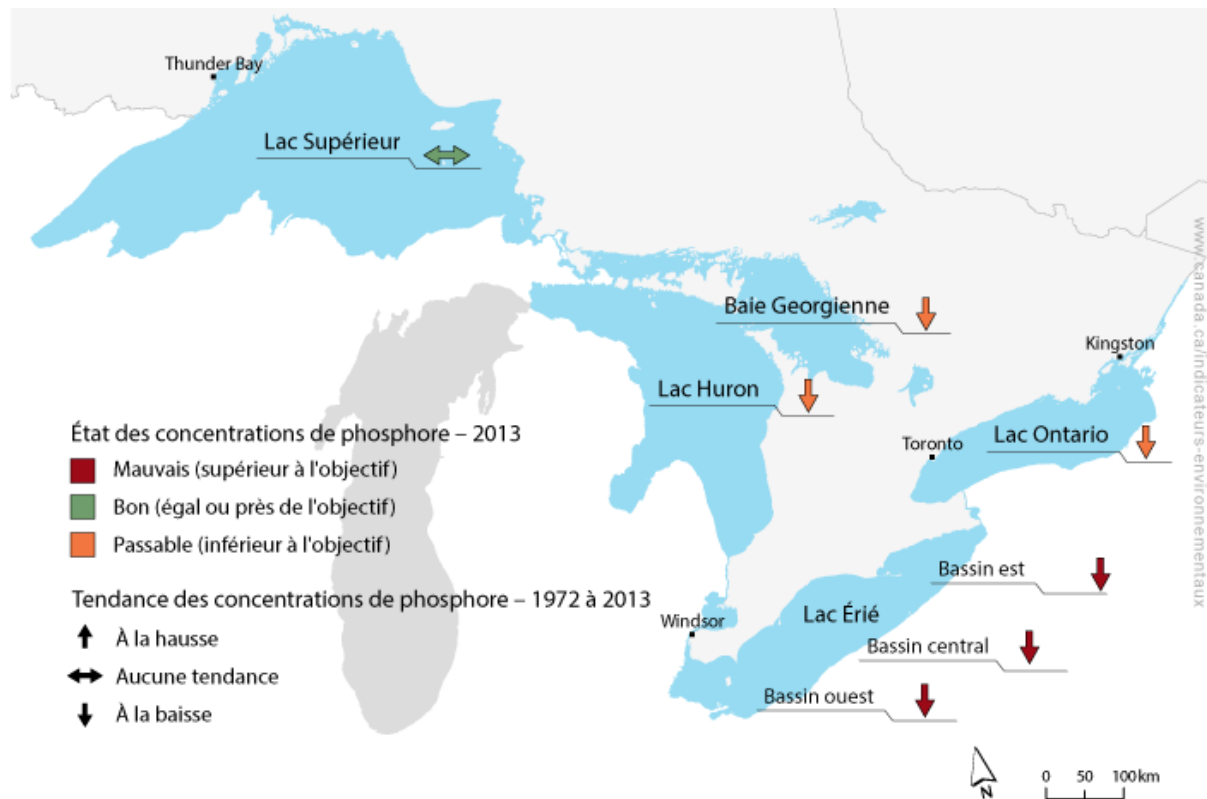 Thunder Bay
Lac Supérieur
Baie Georgienne
Kingston
Lac Huron
Toronto
Lac Ontario
État des concentrations de phosphore – 2013
Mauvais (supérieur à l'objectif)
Bon (égal ou près de l'objectif)
Passable (inférieur à l'objectif)
Bassin est
Tendance des concentrations de phosphore – 1972 à 2013
Windsor
Lac Érié
À la hausse
Bassin central
Aucune tendance
Bassin ouest
À la baisse
N
0 50 100 km
www.canada.ca/indicateurs-environnementaux